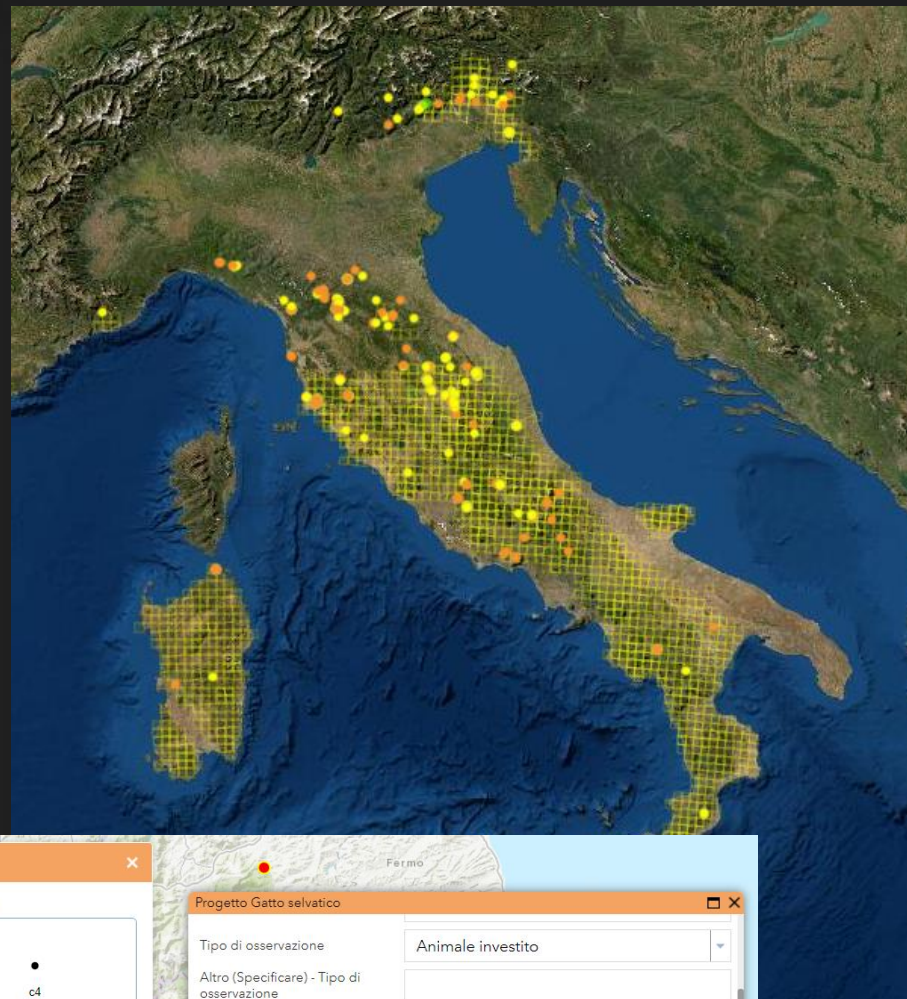 Fermo
Progetto Gatto selvatico
Tipo di osservazione
Animale investito
Altro (Specificare) - Tipo di
osservazione
c4